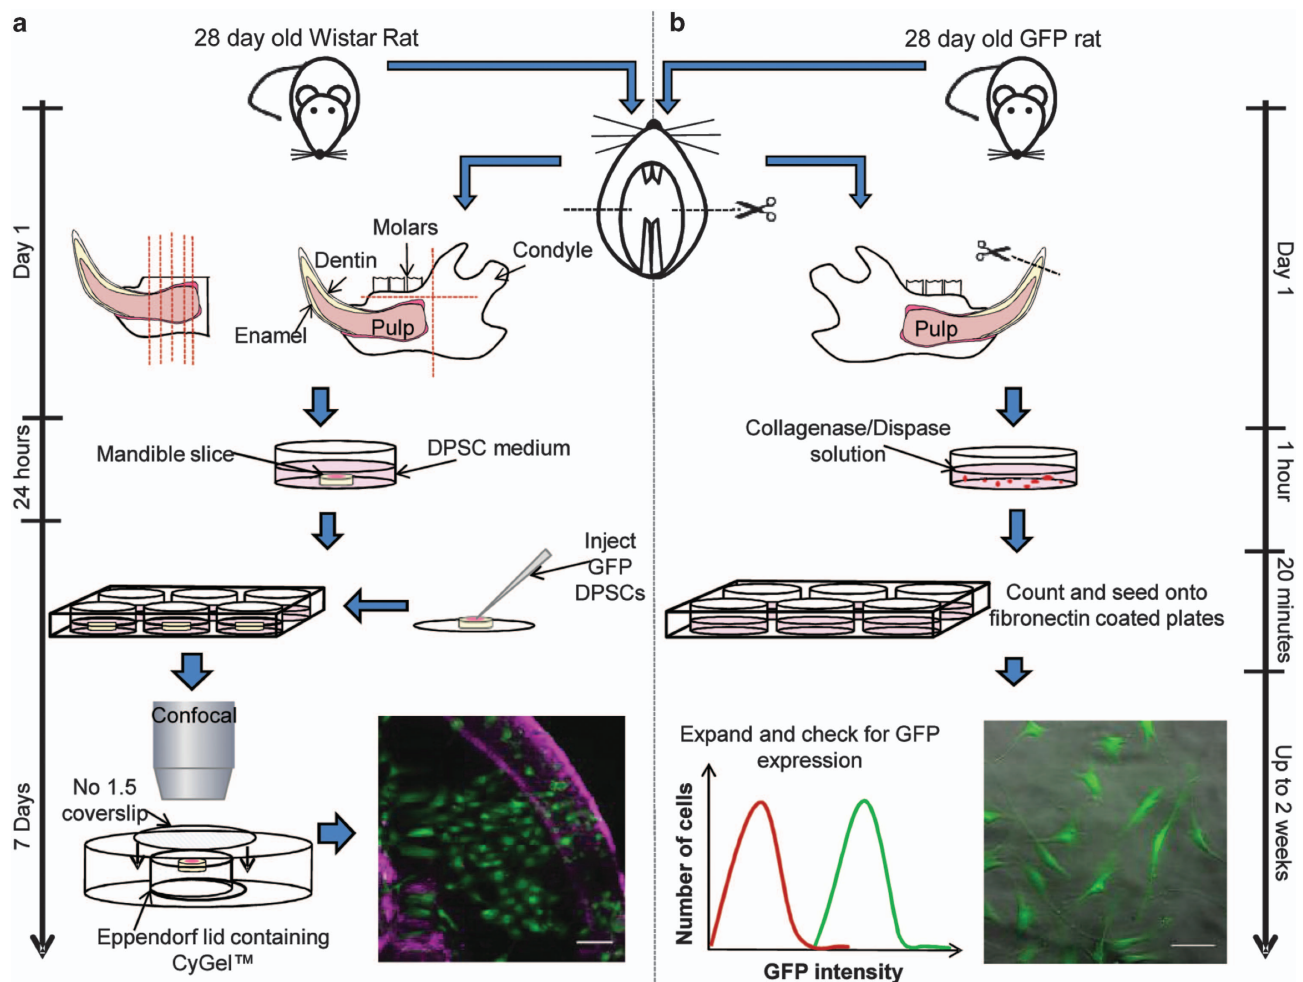 a
28 day old Wistar Rat
Day 1
Molars
Dentin
Condyle
Enamel
Pulp
24 hours
Mandible slice
DPSC medium
Inject
GFP
DPSCs
7 Days
Confocal
No 1.5
coverslip
Eppendorf lid containing
CyGel™
b
28 day old GFP rat
Day 1
Pulp
Collagenase/Dispase
solution
1 hour
20 minutes
Count and seed onto
fibronectin coated plates
Up to 2 weeks
Expand and check for GFP
expression
Number of cells
GFP intensity